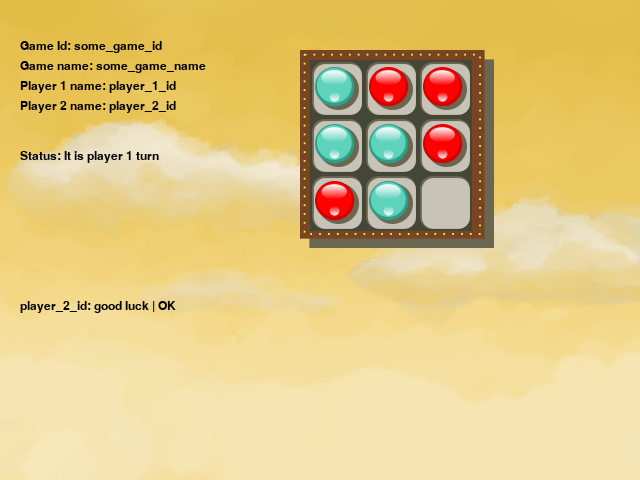 Game Id: some_game_id
Game name: some_game_name
Player 1 name: player_1_id
Player 2 name: player_2_id
Status: It is player 1 turn
player_2_id: good luck | OK